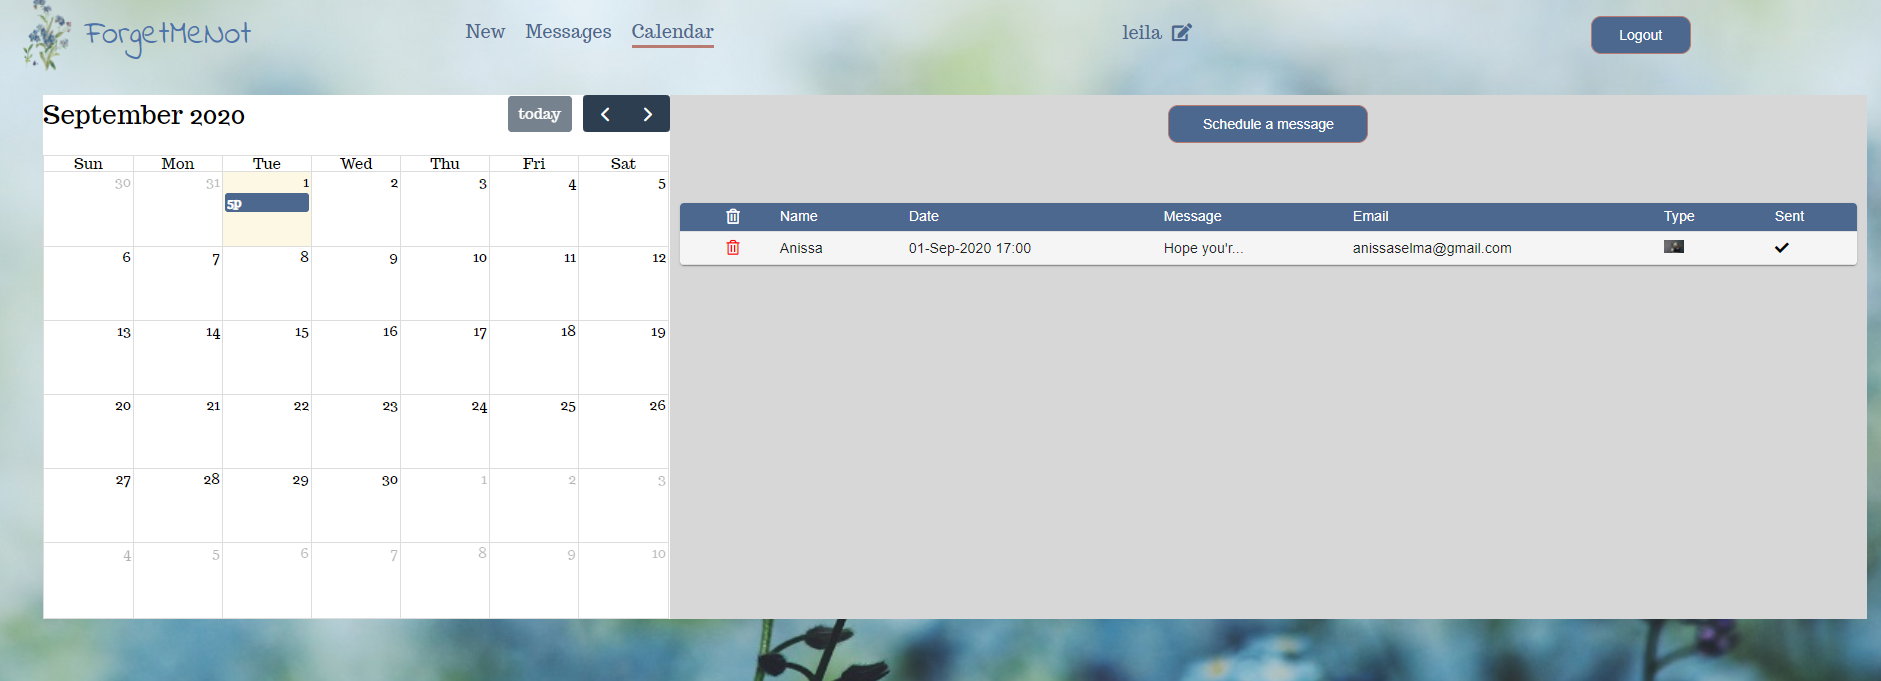 ForgetMeNot
New Messages Calendar
leila
Logout
September 2020
today
Schedule a message
Sun Mon Tue Wed Thu Fri Sat
30 31 1 2 3 4 5
5p
6 7 8 9 10 11 12
13 14 15 16 17 18 19
20 21 22 23 24 25 26
27 28 29 30 1 2 3
4 5 6 7 8 9 10
Name Date Message Email Type Sent
Anissa 01-Sep-2020 17:00 Hope you'r... anissaselma@gmail.com